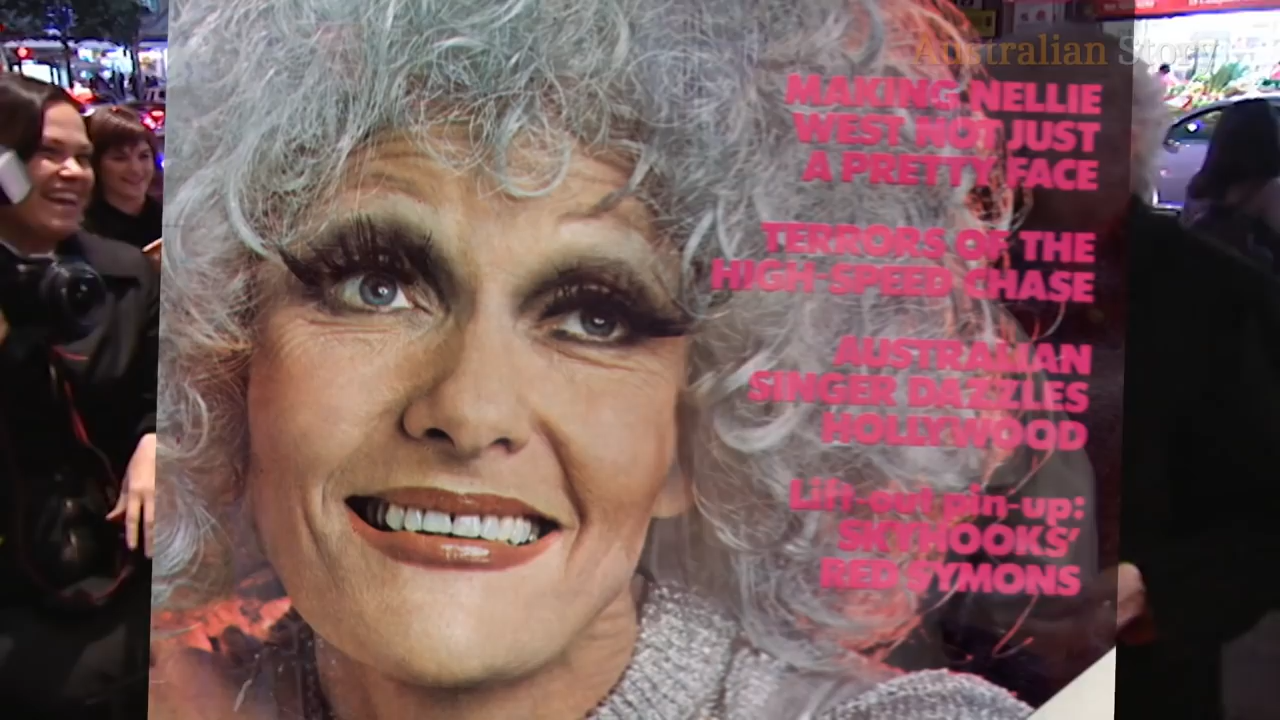 Australian Story
MAKING NELLIE
WEST NOT JUST
A PRETTY FACE
TERRORS OF THE
HIGH-SPEED CHASE
AUSTRALIAN
SINGER DAZZLES
HOLLYWOOD
Lift-out pin-up:
SKYHOOKS'
RED SYMONS